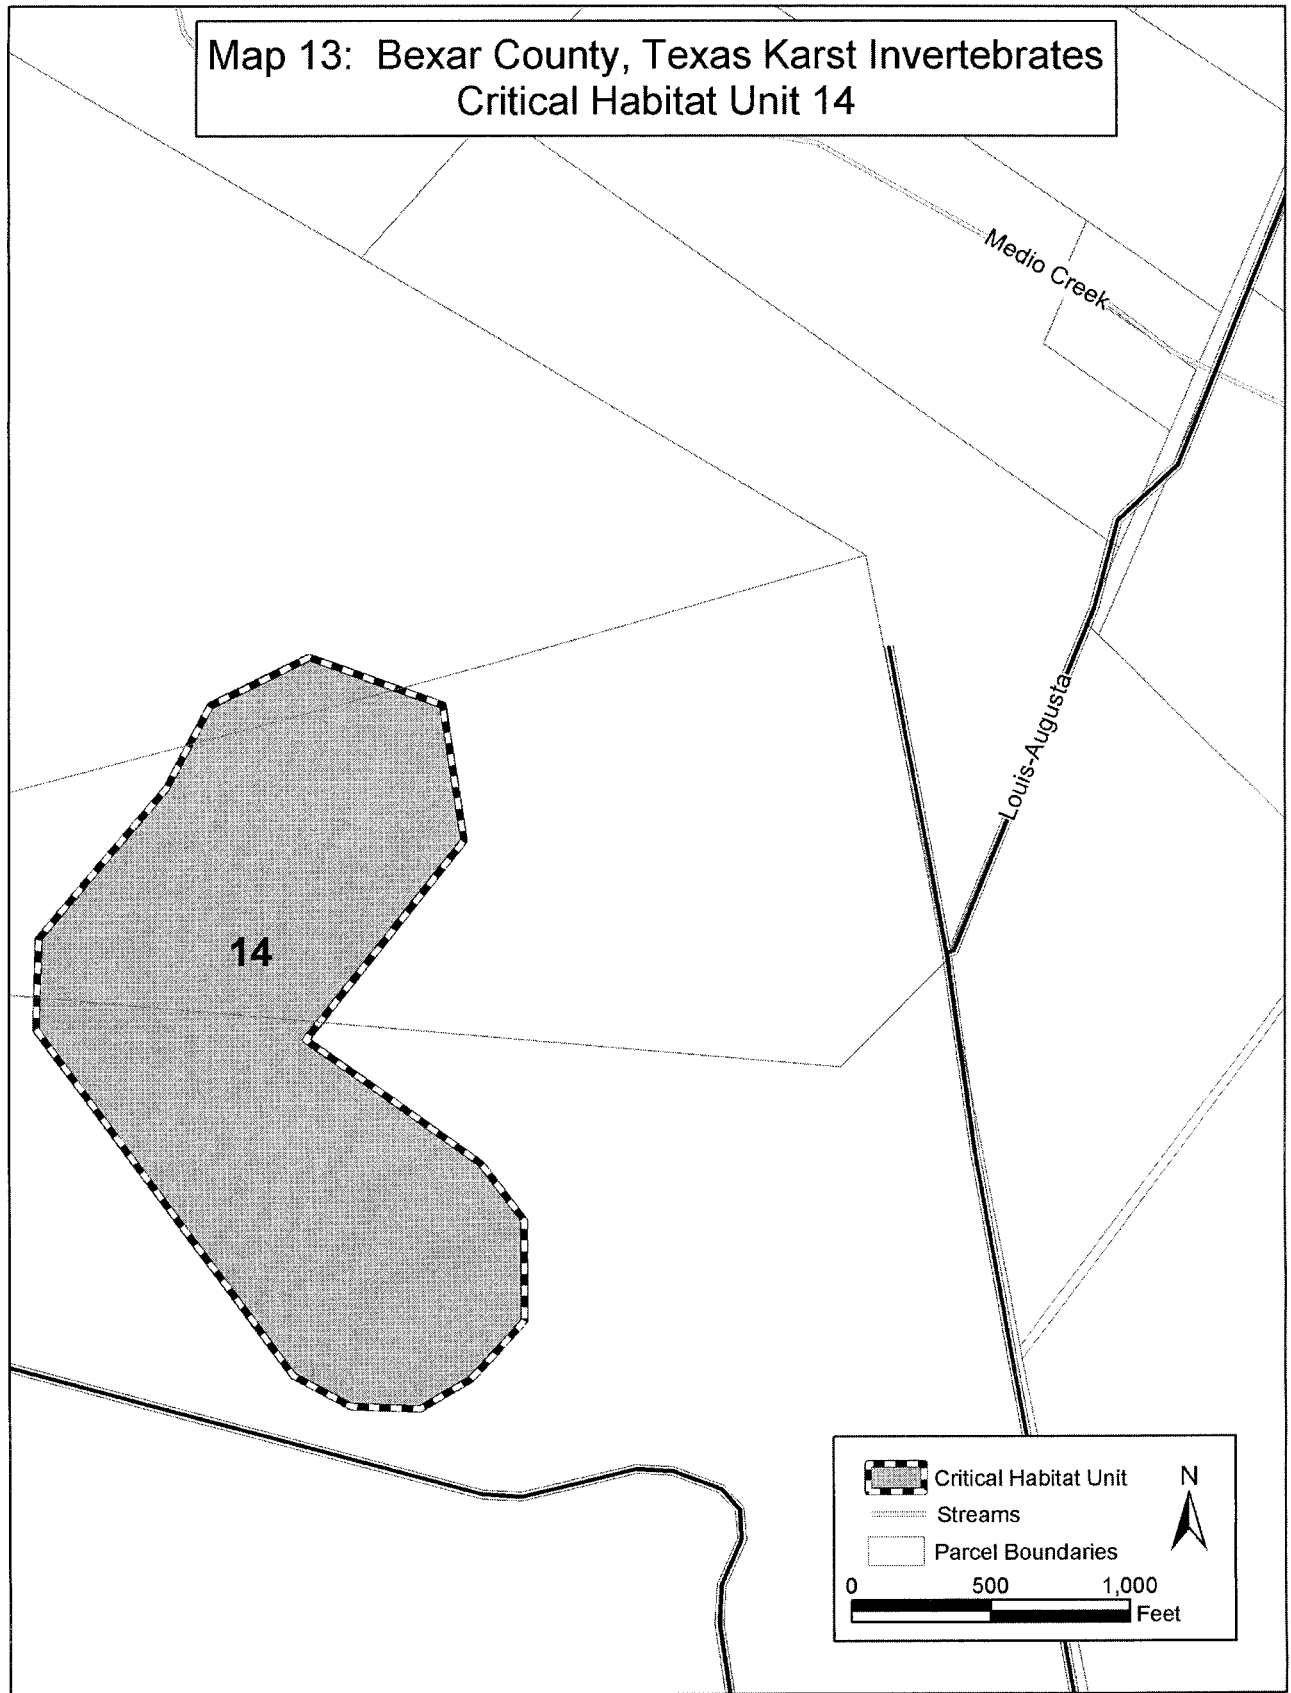 Map 13: Bexar County, Texas Karst Invertebrates
Critical Habitat Unit 14
Medio Creek
Louis-Augusta
14
Critical Habitat Unit
N
Streams
Parcel Boundaries
0 500 1,000
Feet